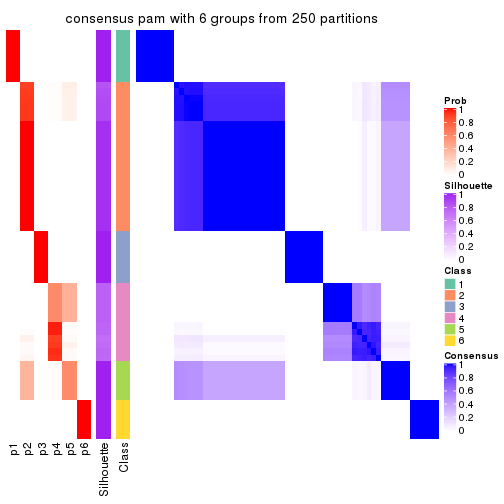 consensus pam with 6 groups from 250 partitions
Prob
1
0.8
0.6
0.4
0.2
0
Silhouette
1
0.8
0.6
0.4
0.2
0
Class
1
2
3
4
5
6
Consensus
1
0.8
0.6
0.4
0.2
0
p1
p2
p3
p4
p5
p6
Silhouette
Class